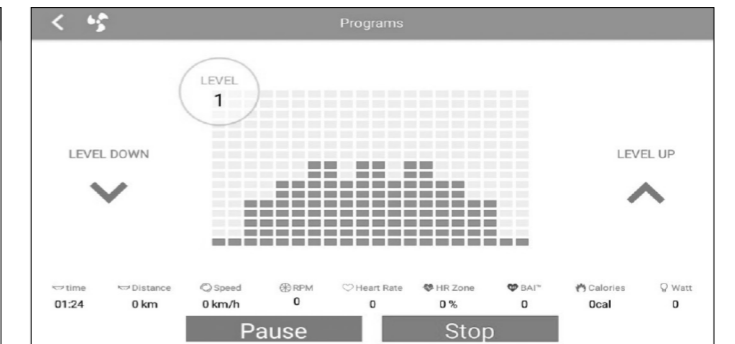 Programs
LEVEL
1
LEVEL DOWN
LEVEL UP
time Distance Speed RPM Heart Rate HR Zone BAI™ Calories Watt
01:24 0 km 0 km/h 0 0 0 % 0 0cal 0
Pause Stop